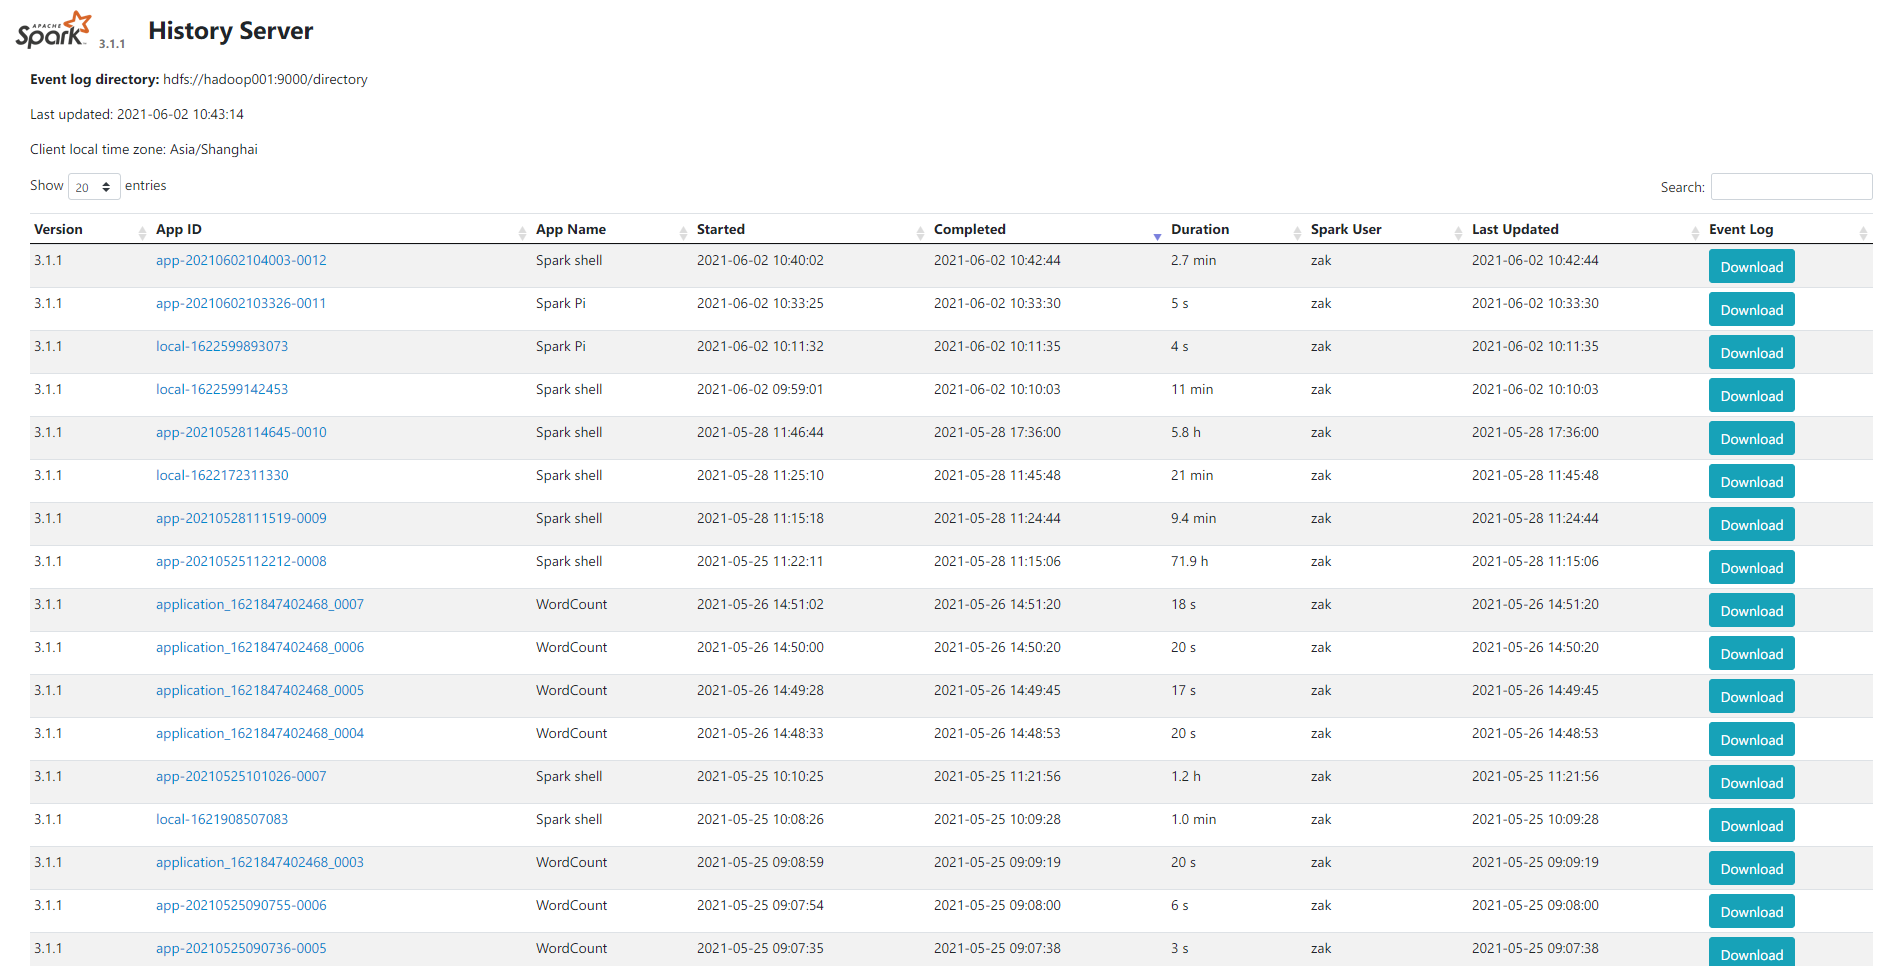 APACHE
Spark 3.1.1 History Server
Event log directory: hdfs://hadoop001:9000/directory
Last updated: 2021-06-02 10:43:14
Client local time zone: Asia/Shanghai
Show 20 entries Search:
Version App ID App Name Started Completed Duration Spark User Last Updated Event Log
3.1.1 app-20210602104003-0012 Spark shell 2021-06-02 10:40:02 2021-06-02 10:42:44 2.7 min zak 2021-06-02 10:42:44 Download
3.1.1 app-20210602103326-0011 Spark Pi 2021-06-02 10:33:25 2021-06-02 10:33:30 5 s zak 2021-06-02 10:33:30 Download
3.1.1 local-1622599893073 Spark Pi 2021-06-02 10:11:32 2021-06-02 10:11:35 4 s zak 2021-06-02 10:11:35 Download
3.1.1 local-1622599142453 Spark shell 2021-06-02 09:59:01 2021-06-02 10:10:03 11 min zak 2021-06-02 10:10:03 Download
3.1.1 app-20210528114645-0010 Spark shell 2021-05-28 11:46:44 2021-05-28 17:36:00 5.8 h zak 2021-05-28 17:36:00 Download
3.1.1 local-1622172311330 Spark shell 2021-05-28 11:25:10 2021-05-28 11:45:48 21 min zak 2021-05-28 11:45:48 Download
3.1.1 app-20210528111519-0009 Spark shell 2021-05-28 11:15:18 2021-05-28 11:24:44 9.4 min zak 2021-05-28 11:24:44 Download
3.1.1 app-20210525112212-0008 Spark shell 2021-05-25 11:22:11 2021-05-28 11:15:06 71.9 h zak 2021-05-28 11:15:06 Download
3.1.1 application_1621847402468_0007 WordCount 2021-05-26 14:51:02 2021-05-26 14:51:20 18 s zak 2021-05-26 14:51:20 Download
3.1.1 application_1621847402468_0006 WordCount 2021-05-26 14:50:00 2021-05-26 14:50:20 20 s zak 2021-05-26 14:50:20 Download
3.1.1 application_1621847402468_0005 WordCount 2021-05-26 14:49:28 2021-05-26 14:49:45 17 s zak 2021-05-26 14:49:45 Download
3.1.1 application_1621847402468_0004 WordCount 2021-05-26 14:48:33 2021-05-26 14:48:53 20 s zak 2021-05-26 14:48:53 Download
3.1.1 app-20210525101026-0007 Spark shell 2021-05-25 10:10:25 2021-05-25 11:21:56 1.2 h zak 2021-05-25 11:21:56 Download
3.1.1 local-1621908507083 Spark shell 2021-05-25 10:08:26 2021-05-25 10:09:28 1.0 min zak 2021-05-25 10:09:28 Download
3.1.1 application_1621847402468_0003 WordCount 2021-05-25 09:08:59 2021-05-25 09:09:19 20 s zak 2021-05-25 09:09:19 Download
3.1.1 app-20210525090755-0006 WordCount 2021-05-25 09:07:54 2021-05-25 09:08:00 6 s zak 2021-05-25 09:08:00 Download
3.1.1 app-20210525090736-0005 WordCount 2021-05-25 09:07:35 2021-05-25 09:07:38 3 s zak 2021-05-25 09:07:38 Download